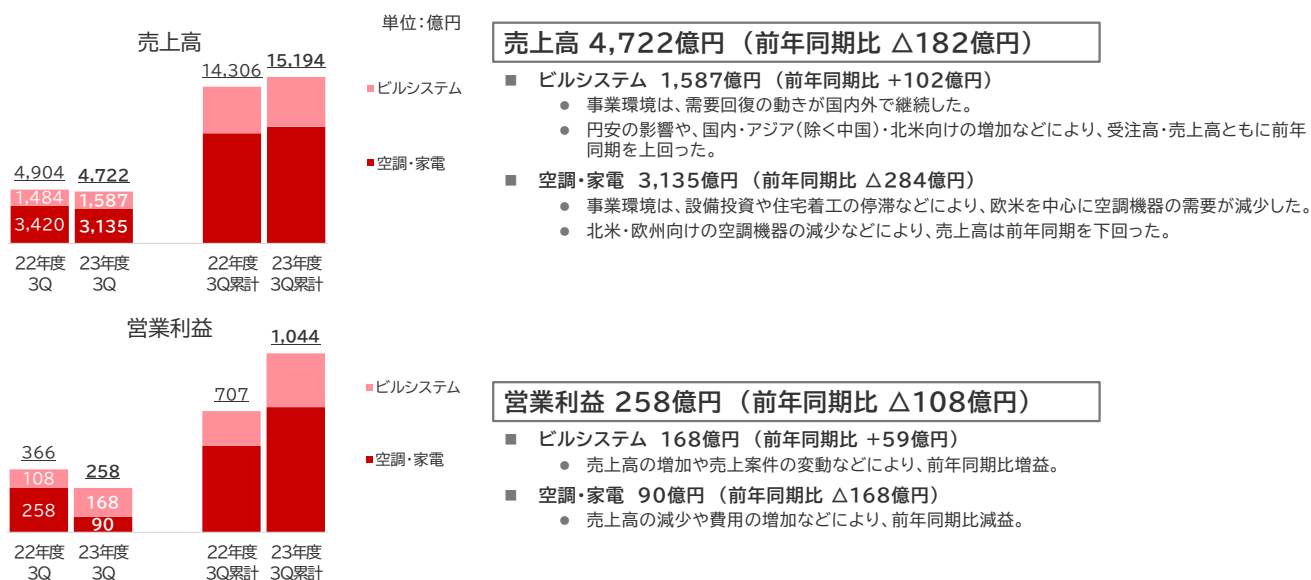 単位：億円
売上高
14,306
15,194
ビルシステム
空調・家電
4,904
4,722
1,484
1,587
3,420
3,135
22年度
3Q
23年度
3Q
22年度
3Q累計
23年度
3Q累計
売上高 4,722億円 （前年同期比 △182億円）
■ ビルシステム 1,587億円 （前年同期比 +102億円）
● 事業環境は、需要回復の動きが国内外で継続した。
● 円安の影響や、国内・アジア（除く中国）・北米向けの増加などにより、受注高・売上高ともに前年
同期を上回った。
■ 空調・家電 3,135億円 （前年同期比 △284億円）
● 事業環境は、設備投資や住宅着工の停滞などにより、欧米を中心に空調機器の需要が減少した。
● 北米・欧州向けの空調機器の減少などにより、売上高は前年同期を下回った。
営業利益
707
1,044
ビルシステム
空調・家電
366
258
108
168
258
90
22年度
3Q
23年度
3Q
22年度
3Q累計
23年度
3Q累計
営業利益 258億円 （前年同期比 △108億円）
■ ビルシステム 168億円 （前年同期比 +59億円）
● 売上高の増加や売上案件の変動などにより、前年同期比増益。
■ 空調・家電 90億円 （前年同期比 △168億円）
● 売上高の減少や費用の増加などにより、前年同期比減益。